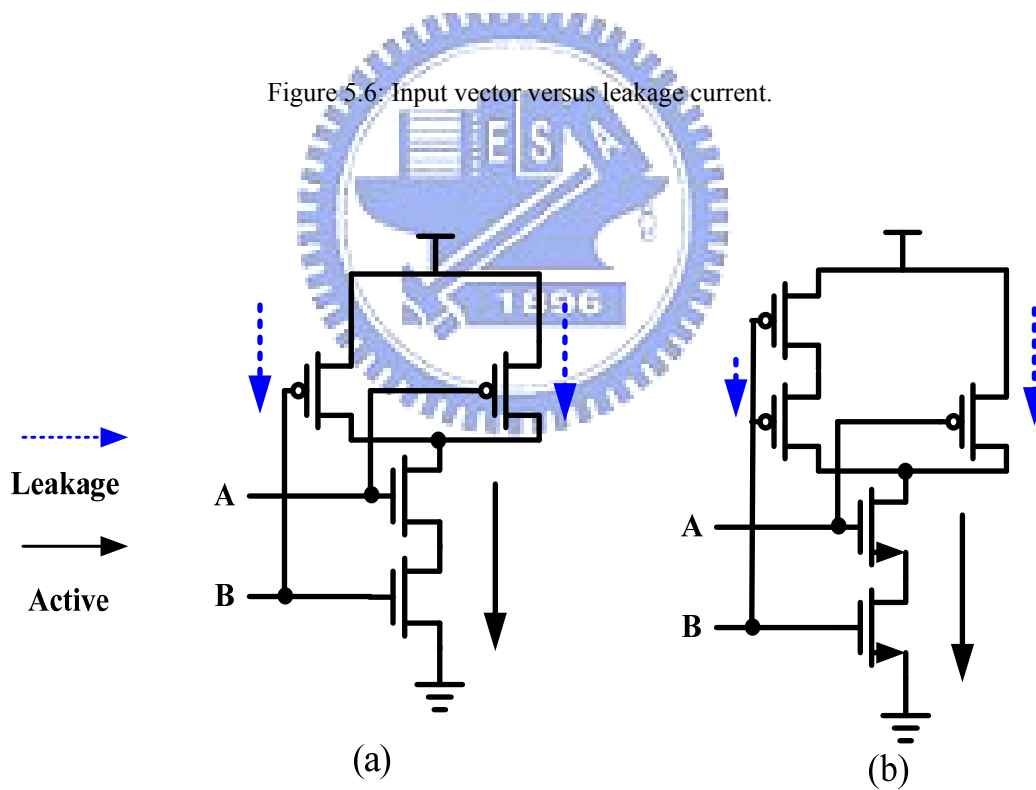 Figure 5.6: Input vector versus leakage current.
E S A
1896
Leakage
Active
A
B
(a)
A
B
(b)